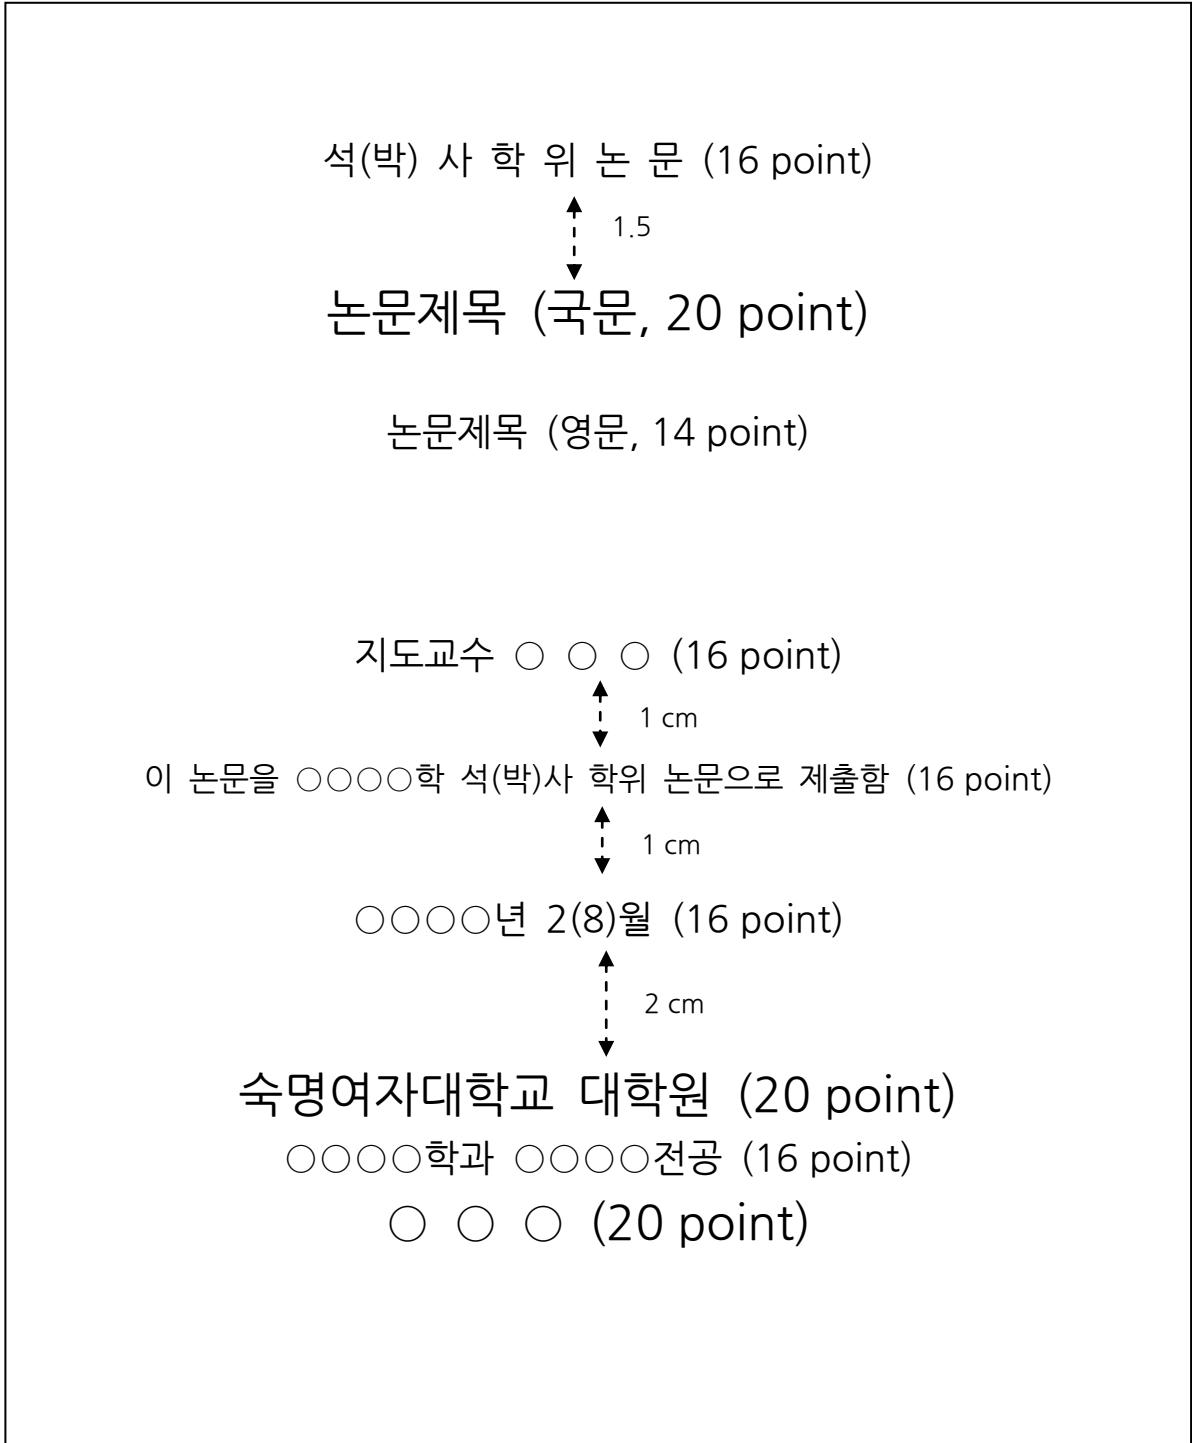 석(박) 사 학 위 논 문 (16 point)
1.5
논문제목 (국문, 20 point)
논문제목 (영문, 14 point)
지도교수 ○ ○ ○ (16 point)
1 cm
이 논문을 ○○○○학 석(박)사 학위 논문으로 제출함 (16 point)
1 cm
○○○○년 2(8)월 (16 point)
2 cm
숙명여자대학교 대학원 (20 point)
○○○○학과 ○○○○전공 (16 point)
○ ○ ○ (20 point)